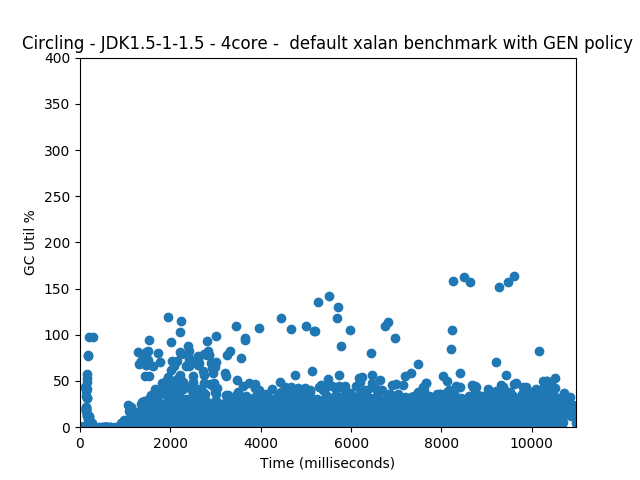 Circling - JDK1.5-1-1.5 - 4core -  default xalan benchmark with GEN policy
400
350
300
250
200
150
100
50
0
GC Util %
0 2000 4000 6000 8000 10000
Time (milliseconds)